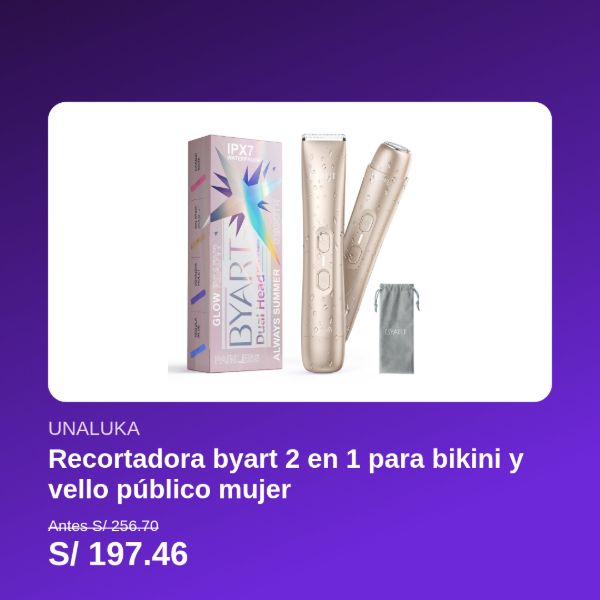 IPX7
WATERPROOF
GLOW
BYART
Dual Head
ALWAYS SUMMER
PAINLESS
BYART
UNALUKA
Recortadora byart 2 en 1 para bikini y
vello público mujer
Antes S/ 256.70
S/ 197.46